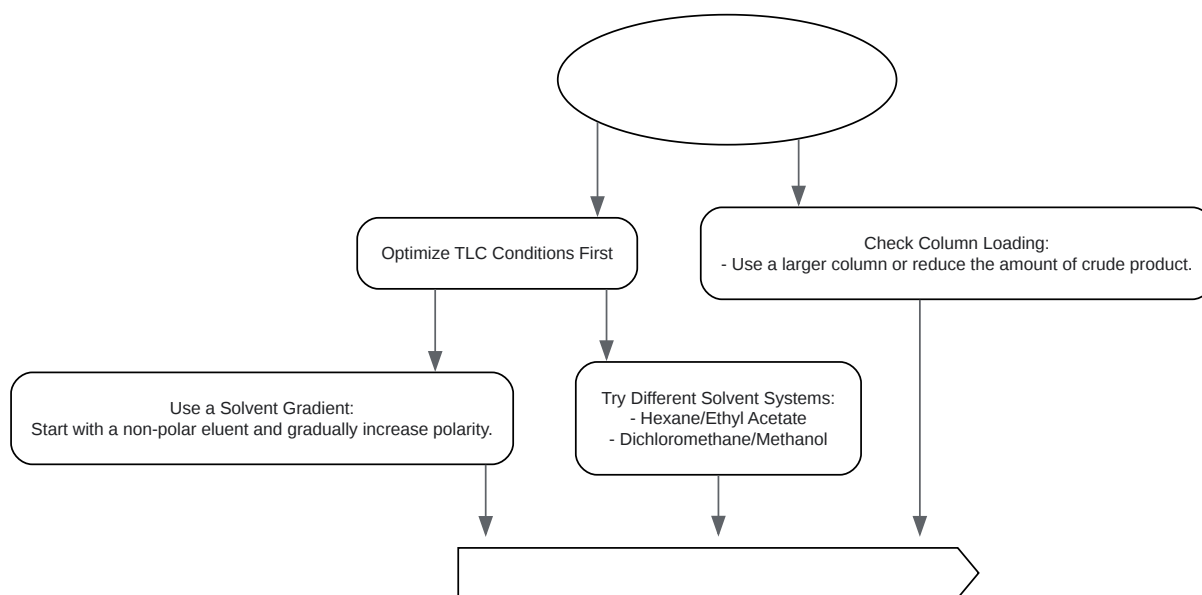 Optimize TLC Conditions First
Check Column Loading:
- Use a larger column or reduce the amount of crude product.
Use a Solvent Gradient:
Start with a non-polar eluent and gradually increase polarity.
Try Different Solvent Systems:
- Hexane/Ethyl Acetate
- Dichloromethane/Methanol